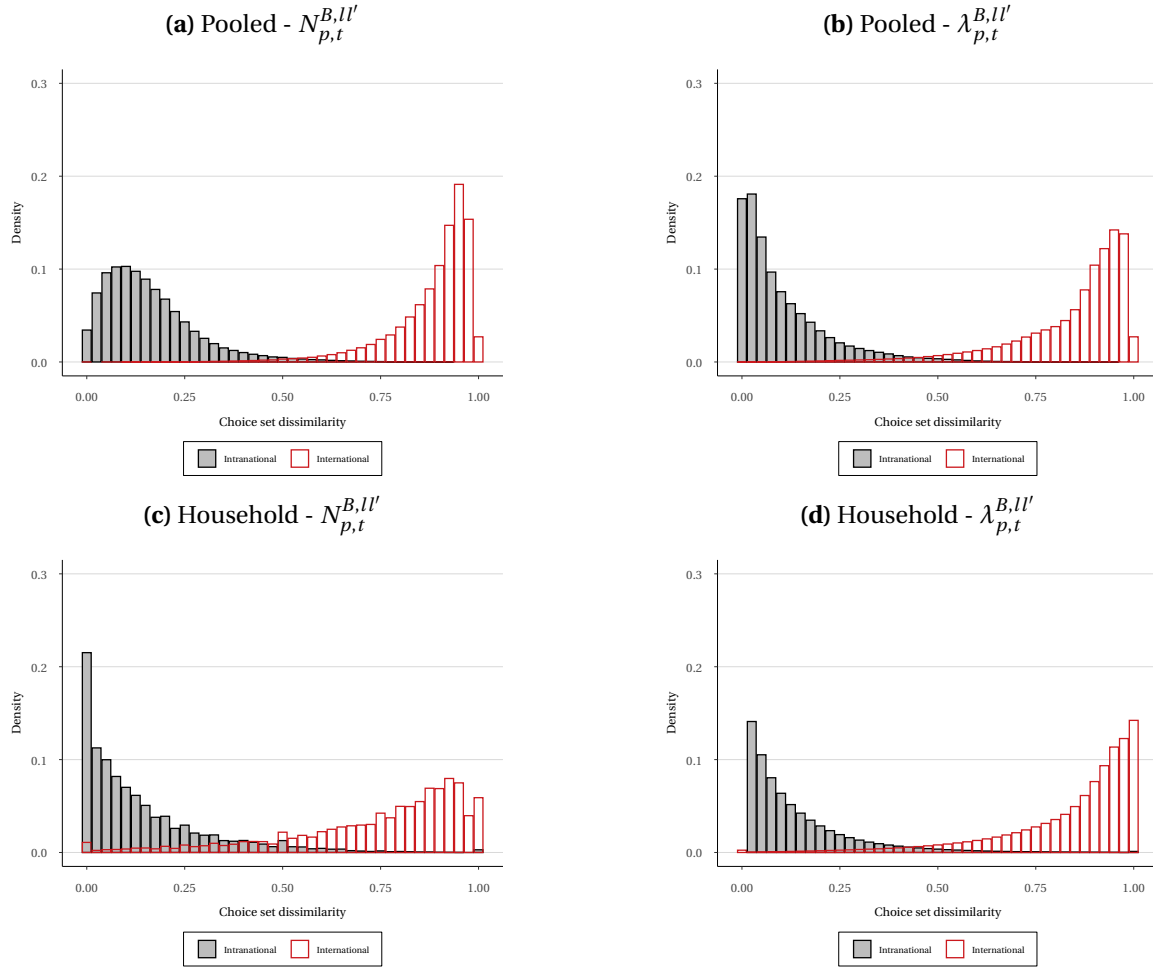 (a) Pooled - $N_{p,t}^{B,ll'}$
0.3
0.2
0.1
0.0
Density
0.00 0.25 0.50 0.75 1.00
Choice set dissimilarity
Intranational International
(b) Pooled - $\lambda_{p,t}^{B,ll'}$
0.3
0.2
0.1
0.0
Density
0.00 0.25 0.50 0.75 1.00
Choice set dissimilarity
Intranational International
(c) Household - $N_{p,t}^{B,ll'}$
0.3
0.2
0.1
0.0
Density
0.00 0.25 0.50 0.75 1.00
Choice set dissimilarity
Intranational International
(d) Household - $\lambda_{p,t}^{B,ll'}$
0.3
0.2
0.1
0.0
Density
0.00 0.25 0.50 0.75 1.00
Choice set dissimilarity
Intranational International